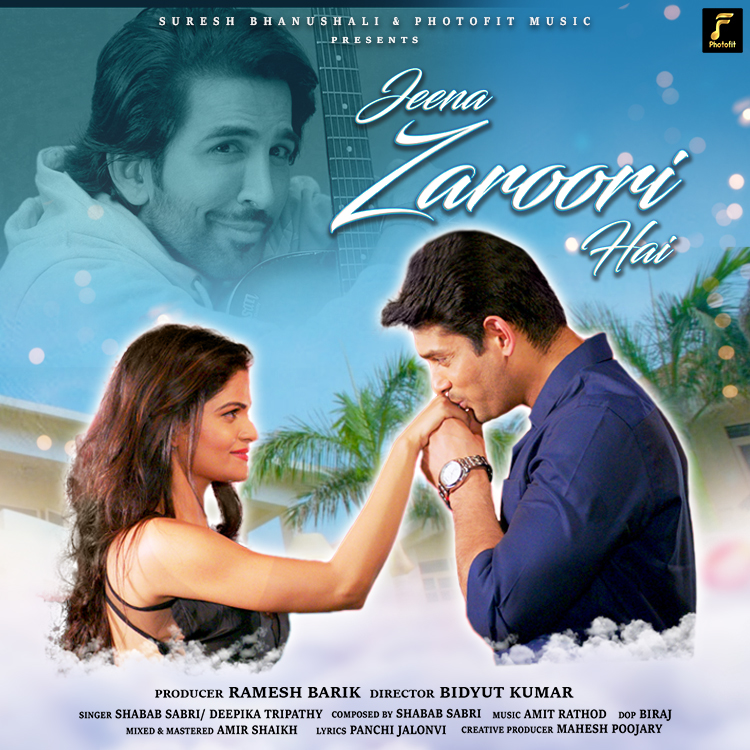 SURESH BHANUSHALI & PHOTOFIT MUSIC
PRESENTS
Photofit
Jeena
Zaroori
Hai
PRODUCER RAMESH BARIK DIRECTOR BIDYUT KUMAR
SINGER SHABAB SABRI/ DEEPIKA TRIPATHY COMPOSED BY SHABAB SABRI MUSIC AMIT RATHOD DOP BIRAJ
MIXED & MASTERED AMIR SHAIKH LYRICS PANCHI JALONVI CREATIVE PRODUCER MAHESH POOJARY